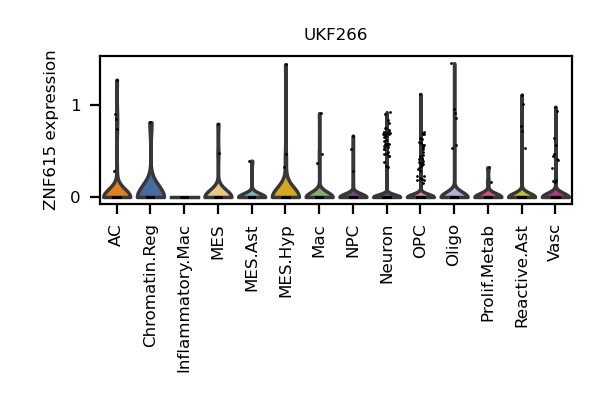 UKF266
ZNF615 expression
1
0
AC
Chromatin.Reg
Inflammatory.Mac
MES
MES.Ast
MES.Hyp
Mac
NPC
Neuron
OPC
Oligo
Prolif.Metab
Reactive.Ast
Vasc